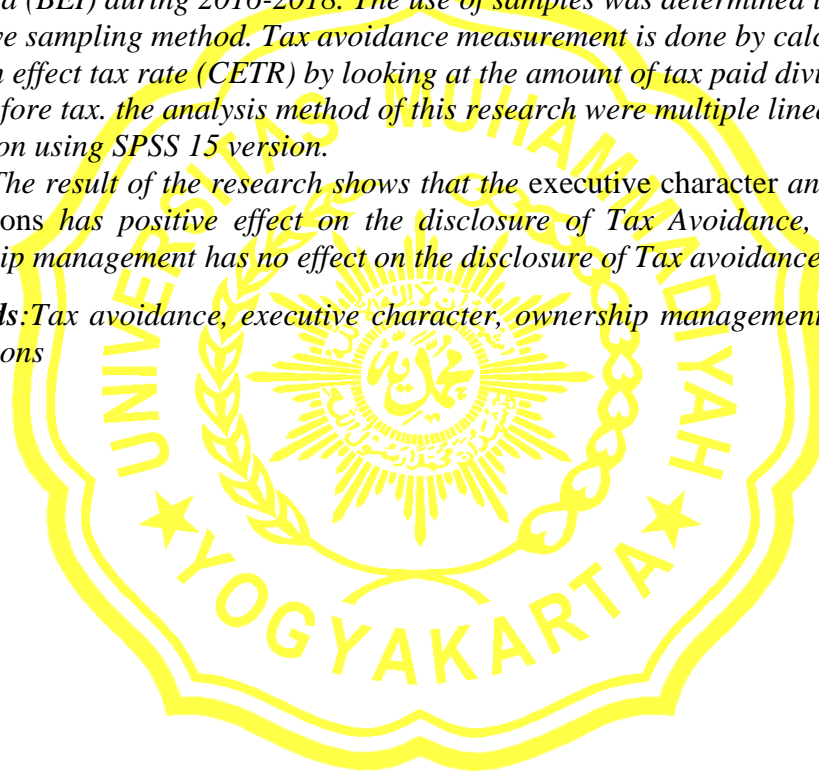 (BEI) during 2016-2018. The use of samples was determined
ve sampling method. Tax avoidance measurement is done by calc
effect tax rate (CETR) by looking at the amount of tax paid divi
fore tax. the analysis method of this research were multiple linea
on using SPSS 15 version.
The result of the research shows that the executive character an
ons has positive effect on the disclosure of Tax Avoidance,
ip management has no effect on the disclosure of Tax avoidance
ds:Tax avoidance, executive character, ownership management
ons
UNIVERSITAS MUHAMMADIYAH
YOGYAKARTA